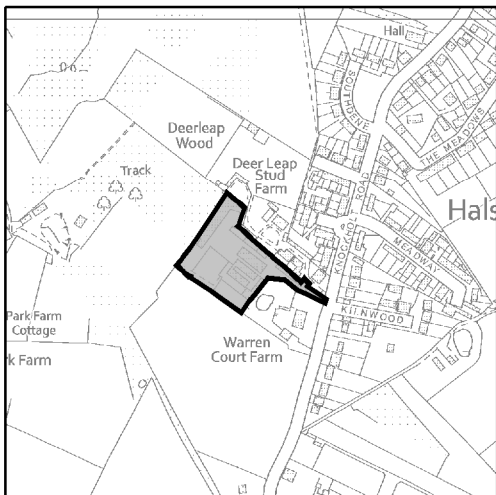 Hall
SOUTHDENE
THE MEADOWS
Deerleap
Wood
Deer Leap
Stud
Farm
Track
ROAD
Hals
KNOCKHOLT
MEADWAY
KILNWOOD
Park Farm
Cottage
rk Farm
Warren
Court Farm